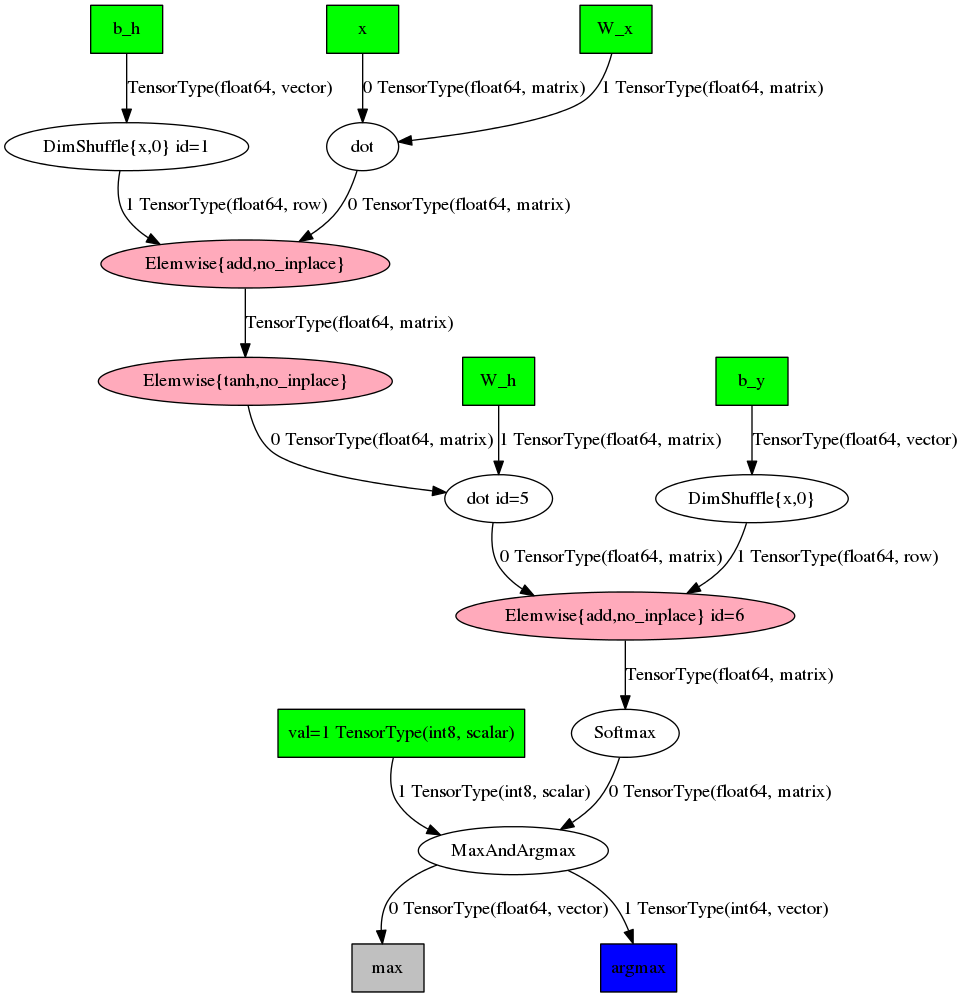 b_h
x
W_x
TensorType(float64, vector)
0 TensorType(float64, matrix)
1 TensorType(float64, matrix)
DimShuffle{x,0} id=1
dot
1 TensorType(float64, row)
0 TensorType(float64, matrix)
Elemwise{add,no_inplace}
TensorType(float64, matrix)
Elemwise{tanh,no_inplace}
W_h
b_y
0 TensorType(float64, matrix)
1 TensorType(float64, matrix)
TensorType(float64, vector)
dot id=5
DimShuffle{x,0}
0 TensorType(float64, matrix)
1 TensorType(float64, row)
Elemwise{add,no_inplace} id=6
TensorType(float64, matrix)
val=1 TensorType(int8, scalar)
Softmax
1 TensorType(int8, scalar)
0 TensorType(float64, matrix)
MaxAndArgmax
0 TensorType(float64, vector)
1 TensorType(int64, vector)
max
argmax